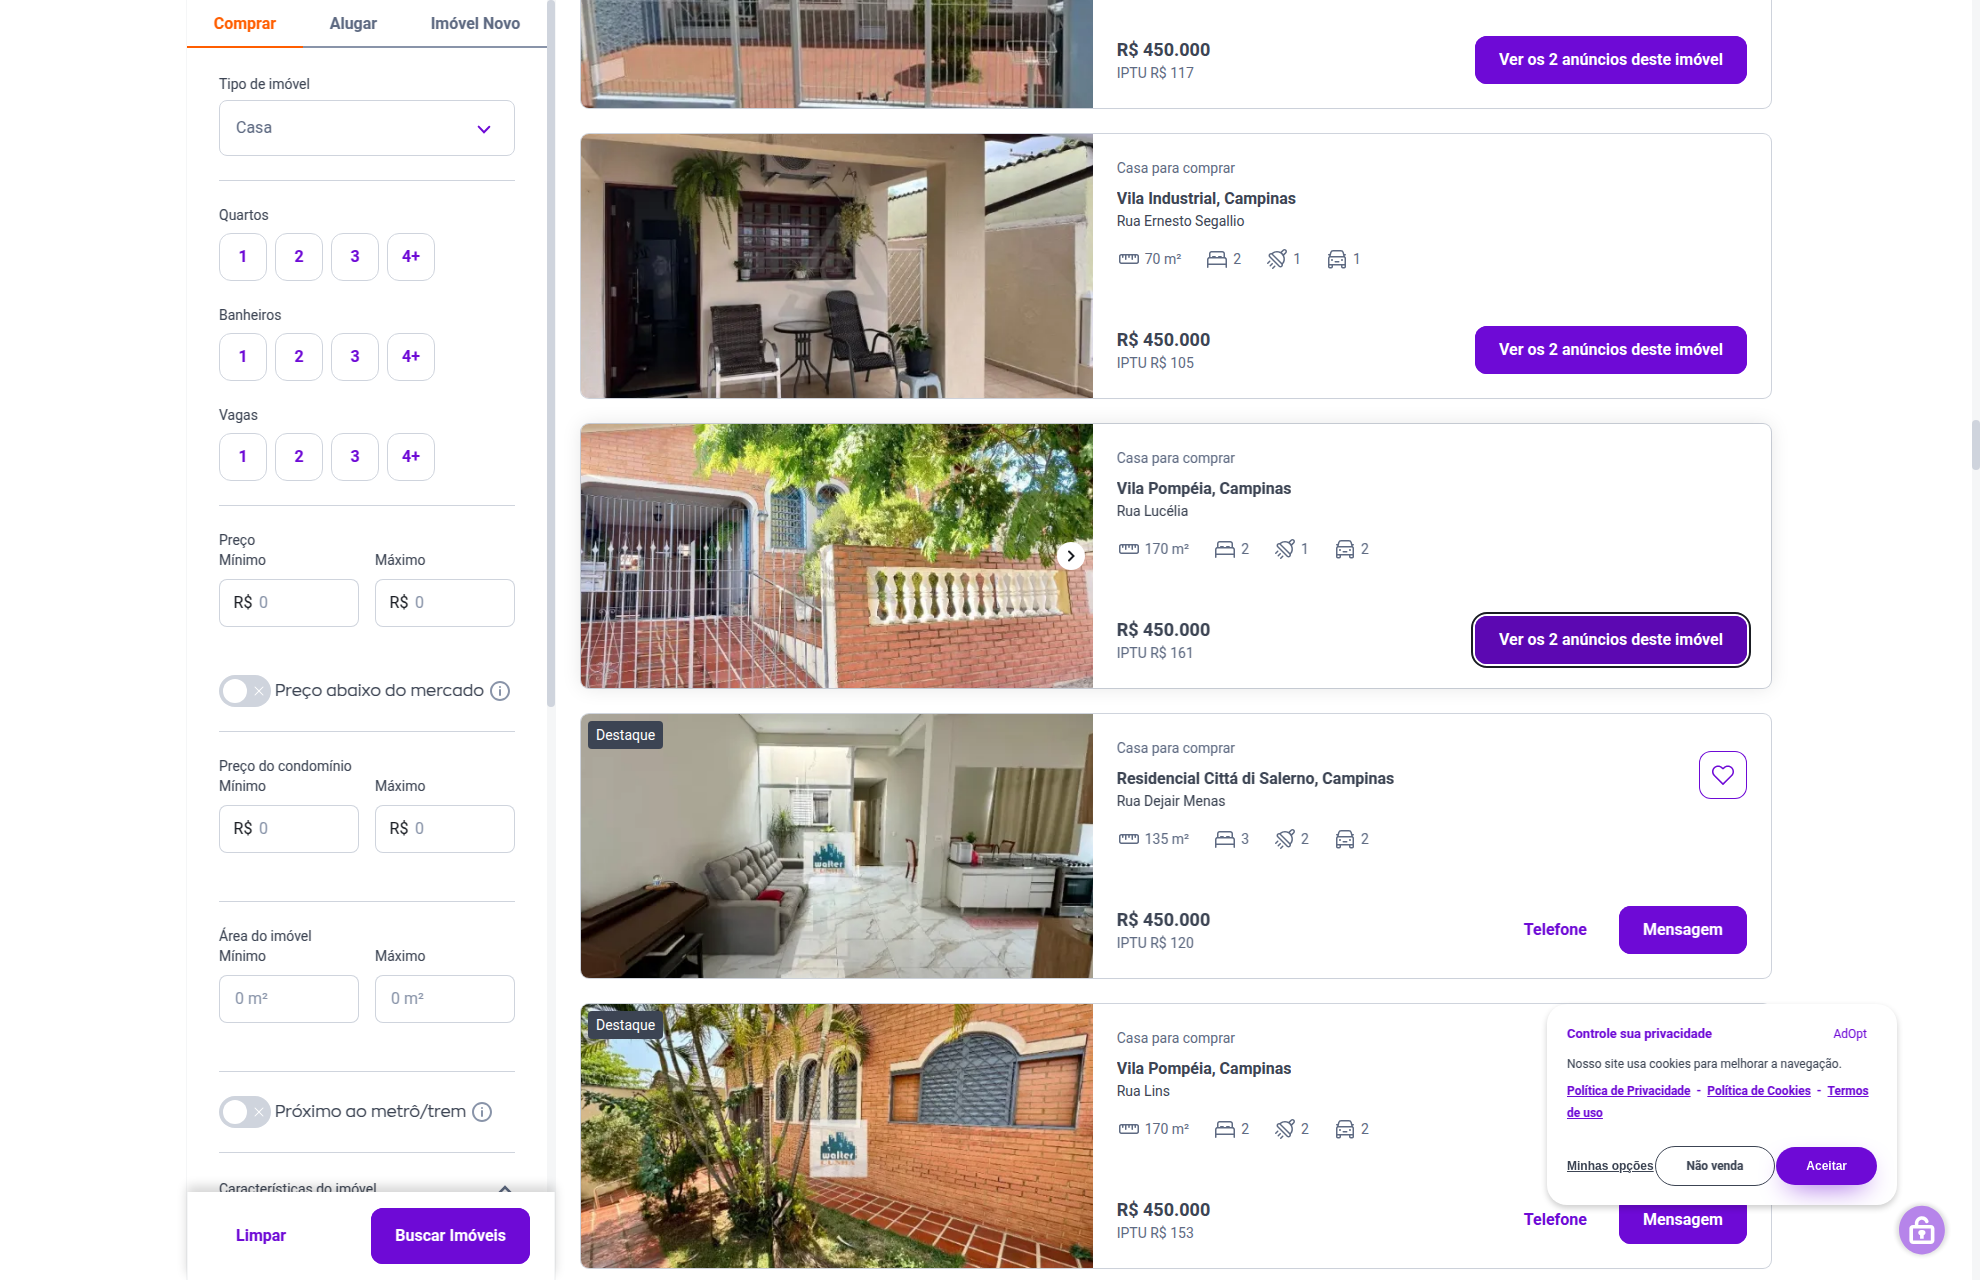 Comprar
Alugar
Imóvel Novo
Tipo de imóvel
Casa
Quartos
1
2
3
4+
Banheiros
1
2
3
4+
Vagas
1
2
3
4+
Preço
Mínimo
Máximo
R$ 0
R$ 0
Preço abaixo do mercado
Preço do condomínio
Mínimo
Máximo
R$ 0
R$ 0
Área do imóvel
Mínimo
Máximo
0 m²
0 m²
Próximo ao metrô/trem
Características do imóvel
Limpar
Buscar Imóveis
R$ 450.000
IPTU R$ 117
Ver os 2 anúncios deste imóvel
Casa para comprar
Vila Industrial, Campinas
Rua Ernesto Segallio
70 m²
2
1
1
R$ 450.000
IPTU R$ 105
Ver os 2 anúncios deste imóvel
Casa para comprar
Vila Pompéia, Campinas
Rua Lucélia
170 m²
2
1
2
R$ 450.000
IPTU R$ 161
Ver os 2 anúncios deste imóvel
Destaque
walter
Casa para comprar
Residencial Cittá di Salerno, Campinas
Rua Dejair Menas
135 m²
3
2
2
R$ 450.000
IPTU R$ 120
Telefone
Mensagem
Destaque
walter
Casa para comprar
Vila Pompéia, Campinas
Rua Lins
170 m²
2
2
2
R$ 450.000
IPTU R$ 153
Telefone
Mensagem
Controle sua privacidade
AdOpt
Nosso site usa cookies para melhorar a navegação.
Política de Privacidade - Política de Cookies - Termos
de uso
Minhas opções
Não venda
Aceitar